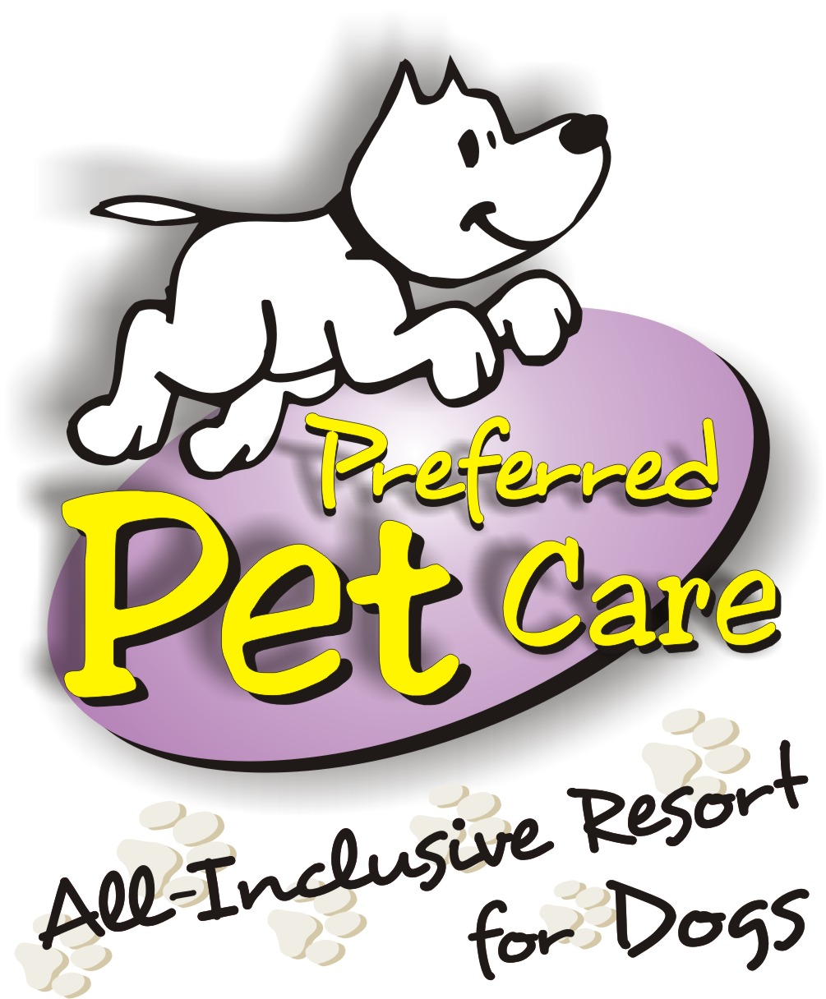 Preferred
Pet Care
All-Inclusive Resort
for Dogs